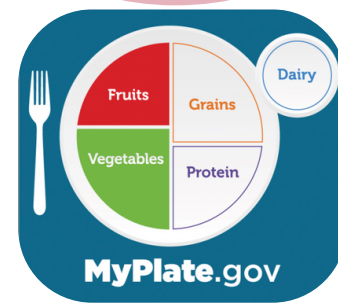 Fruits
Grains
Dairy
Vegetables
Protein
MyPlate.gov